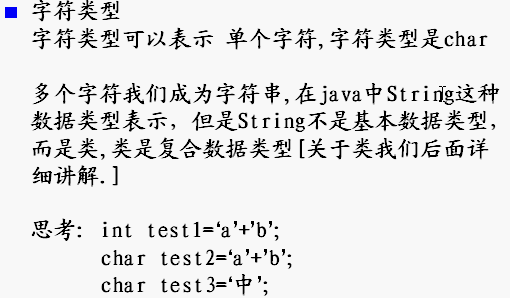 字符类型
字符类型可以表示 单个字符,字符类型是char
多个字符我们成为字符串,在java中String这种
数据类型表示，但是String不是基本数据类型，
而是类,类是复合数据类型[关于类我们后面详
细讲解.]
思考: int test1=‘a’+’b’;
char test2=‘a’+’b’;
char test3=‘中’;